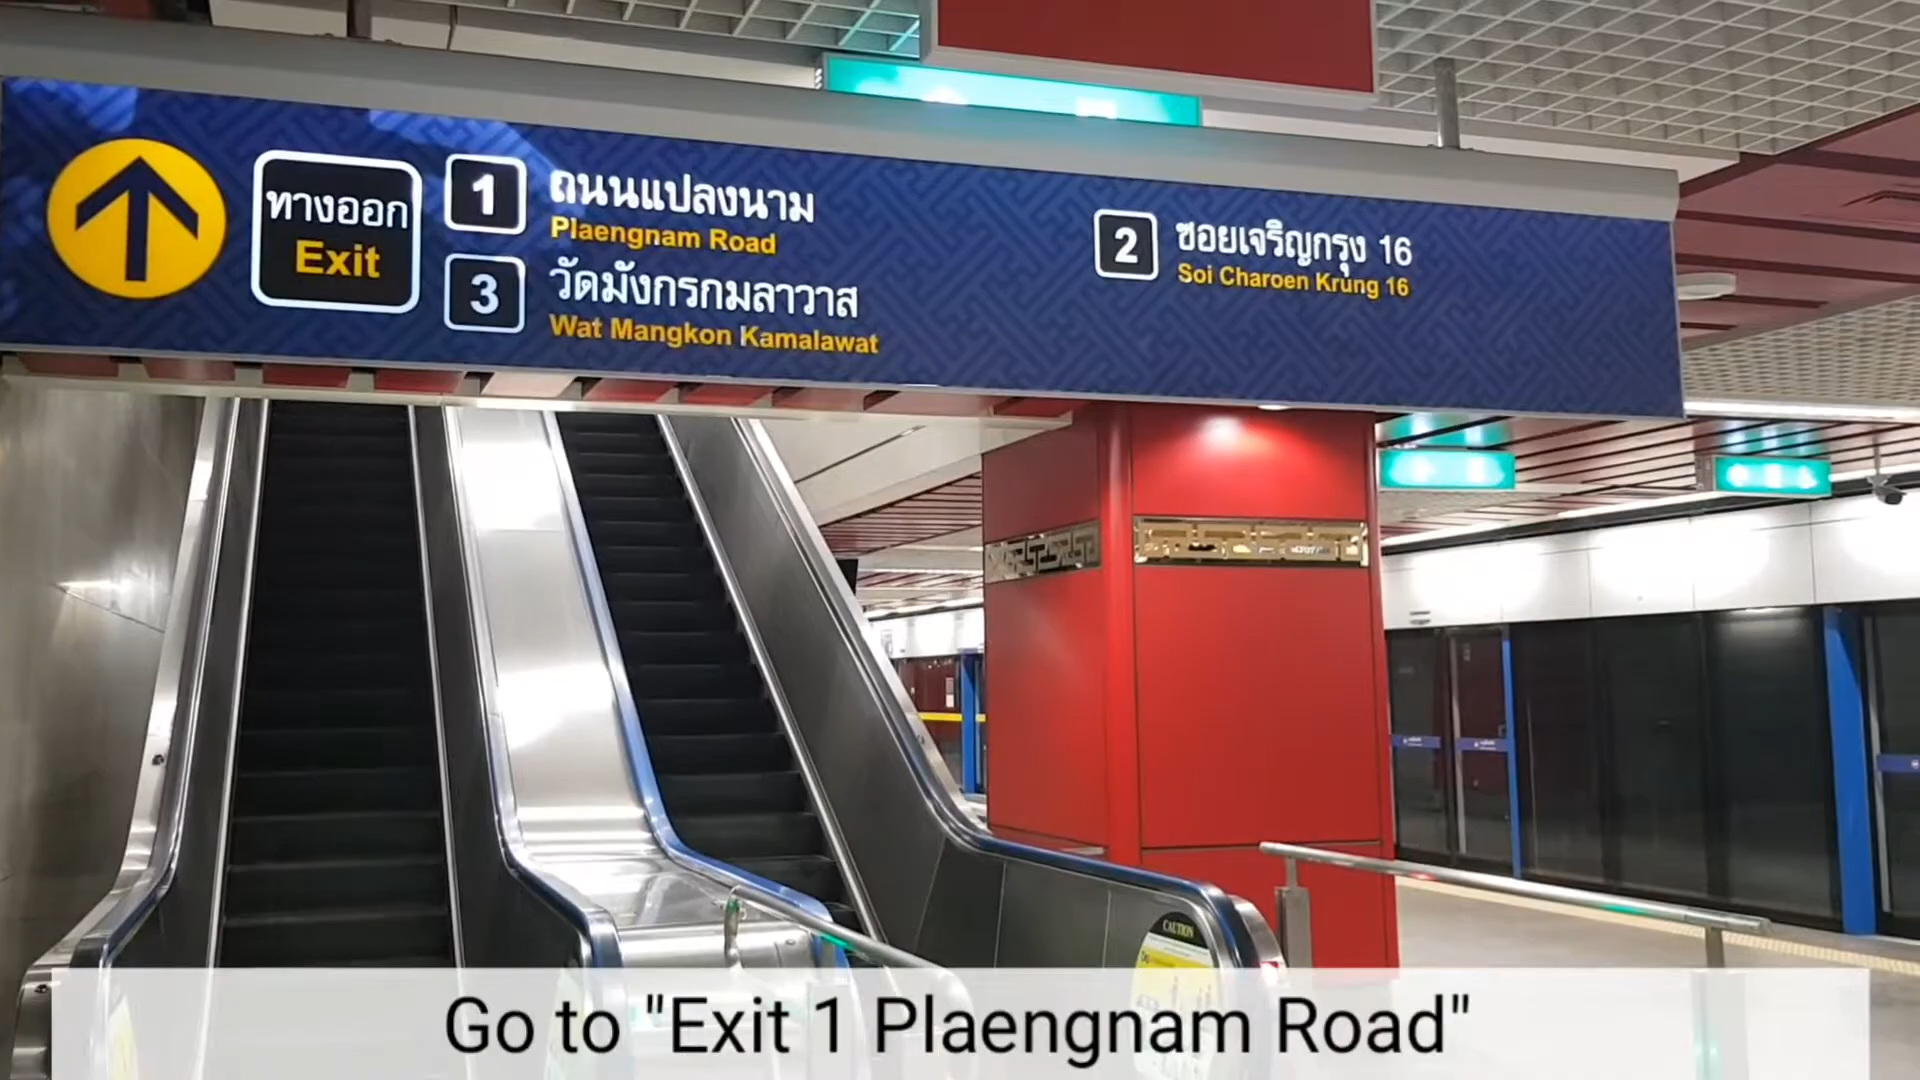 ทางออก
Exit
1
ถนนแปลงนาม
Plaengnam Road
3
วัดมังกรกมลาวาส
Wat Mangkon Kamalawat
2
ซอยเจริญกรุง 16
Soi Charoen Krung 16
CAUTION
Go to "Exit 1 Plaengnam Road"